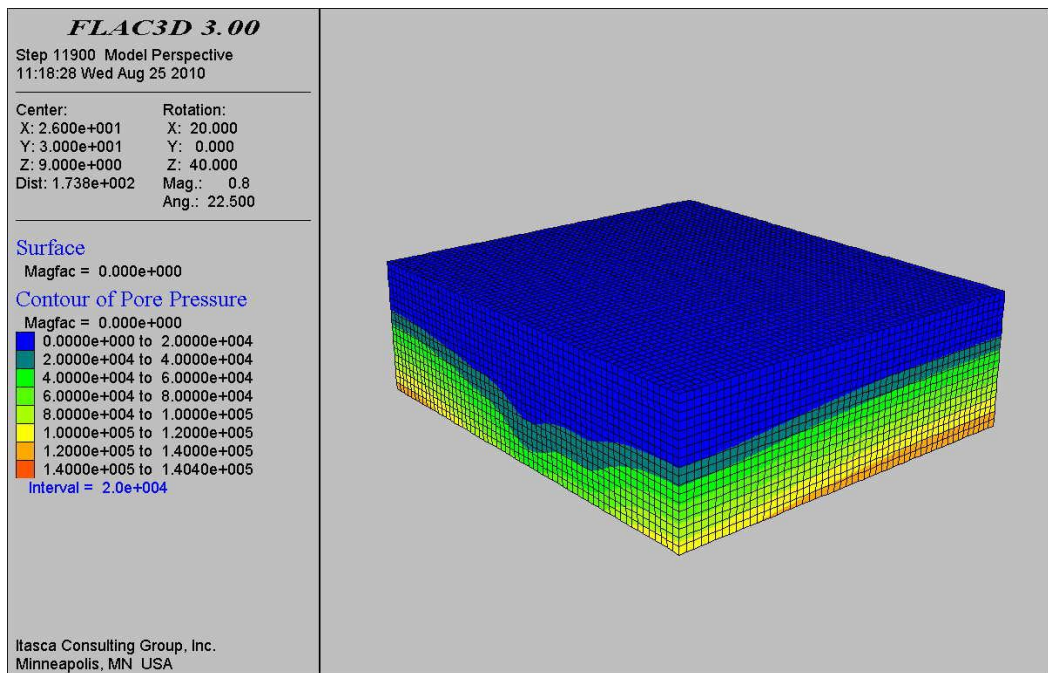 FLAC3D 3.00
Step 11900 Model Perspective
11:18:28 Wed Aug 25 2010
Center:
X: 2.600e+001
Y: 3.000e+001
Z: 9.000e+000
Dist: 1.738e+002
Rotation:
X: 20.000
Y: 0.000
Z: 40.000
Mag.: 0.8
Ang.: 22.500
Surface
Magfac = 0.000e+000
Contour of Pore Pressure
Magfac = 0.000e+000
0.0000e+000 to 2.0000e+004
2.0000e+004 to 4.0000e+004
4.0000e+004 to 6.0000e+004
6.0000e+004 to 8.0000e+004
8.0000e+004 to 1.0000e+005
1.0000e+005 to 1.2000e+005
1.2000e+005 to 1.4000e+005
1.4000e+005 to 1.4040e+005
Interval = 2.0e+004
Itasca Consulting Group, Inc.
Minneapolis, MN USA